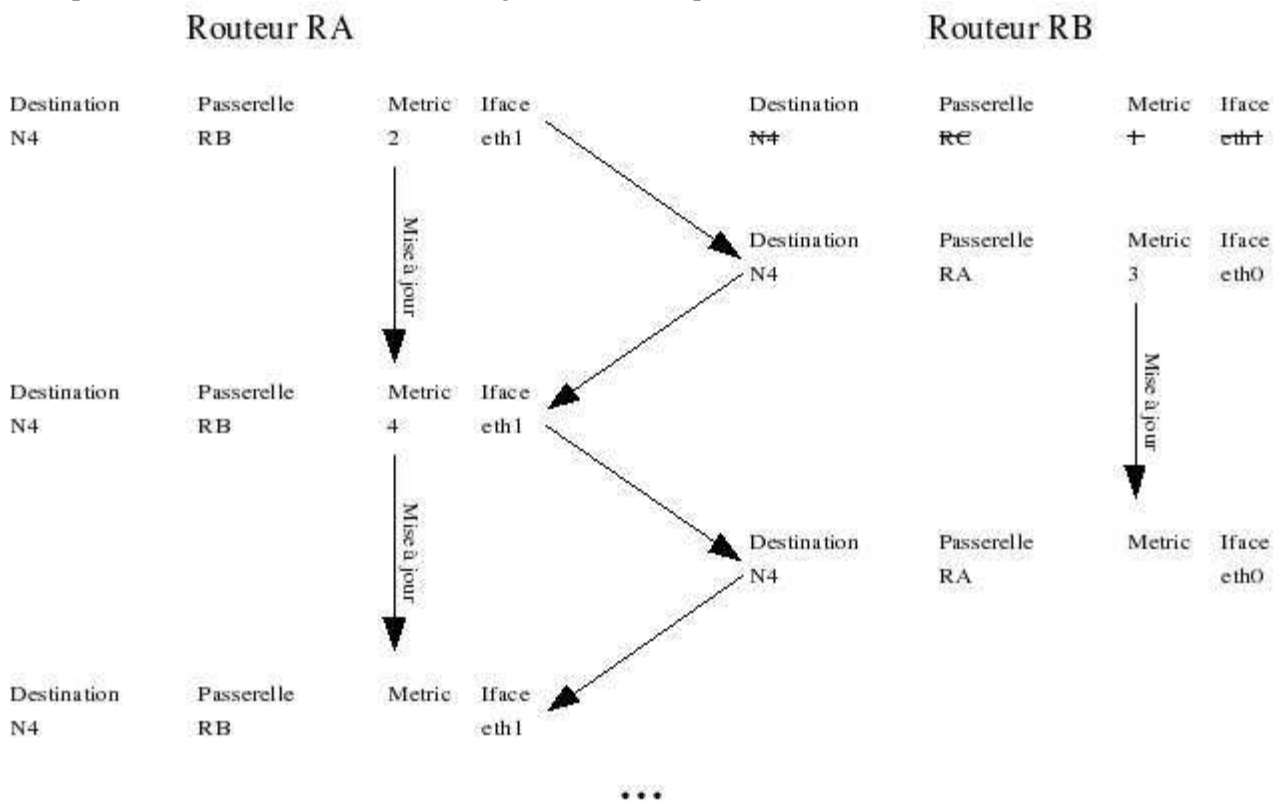 Routeur RA Routeur RB
Destination Passerelle Metric Iface Destination Passerelle Metric Iface
N4 RB 2 eth1 N4 RC 1 eth1
Mise à jour
Destination Passerelle Metric Iface
N4 RA 3 eth0
Mise à jour
Destination Passerelle Metric Iface
N4 RB 4 eth1
Mise à jour
Destination Passerelle Metric Iface
N4 RA eth0
Destination Passerelle Metric Iface
N4 RB eth1
...